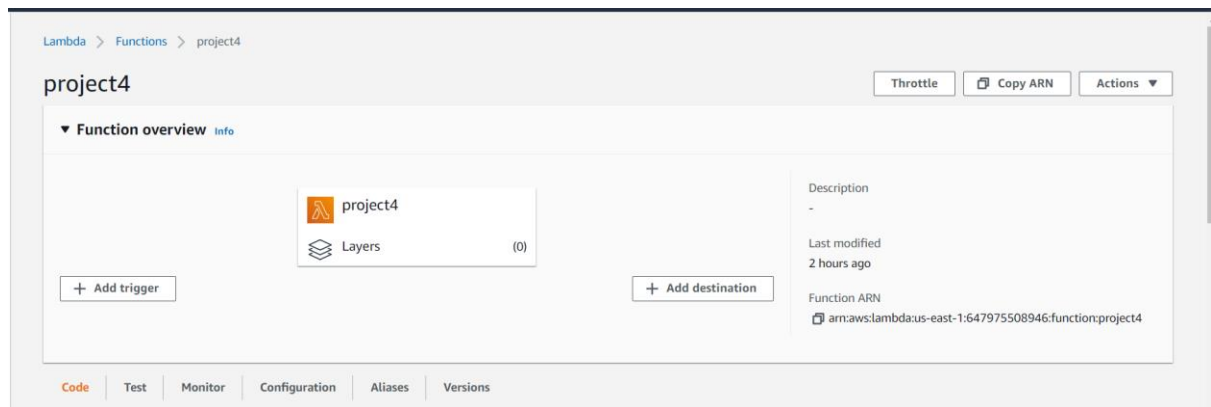 Lambda > Functions > project4
project4
Throttle
Copy ARN
Actions
Function overview Info
project4
Layers (0)
+ Add trigger
+ Add destination
Description
-
Last modified
2 hours ago
Function ARN
arn:aws:lambda:us-east-1:647975508946:function:project4
Code Test Monitor Configuration Aliases Versions